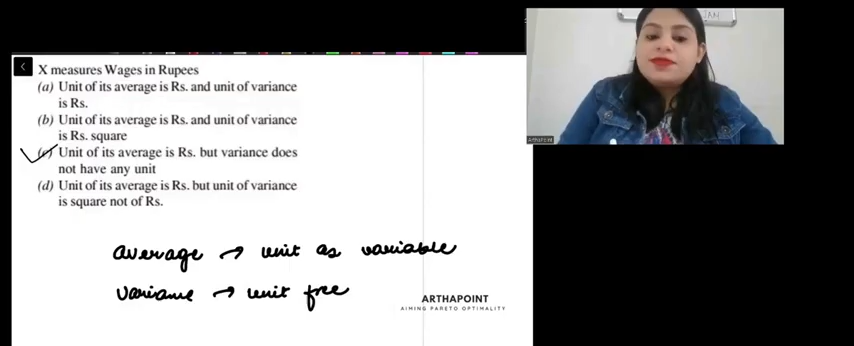 IAN
X measures Wages in Rupees
(a) Unit of its average is Rs. and unit of variance
is Rs.
(b) Unit of its average is Rs. and unit of variance
is Rs. square
(c) Unit of its average is Rs. but variance does
not have any unit
(d) Unit of its average is Rs. but unit of variance
is square not of Rs.
average → unit as variable
variance → unit free
ARTHAPOINT
AIMING PARETO OPTIMALITY
Arthapoint